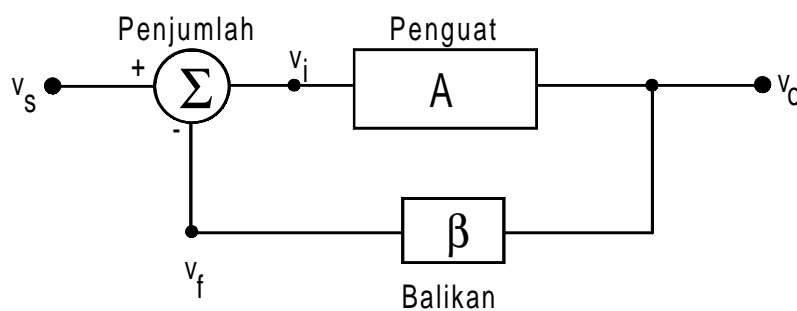 Penjumlah
Penguat
+
v_i
v_s
Σ
A
v_o
-
β
v_f
Balikan